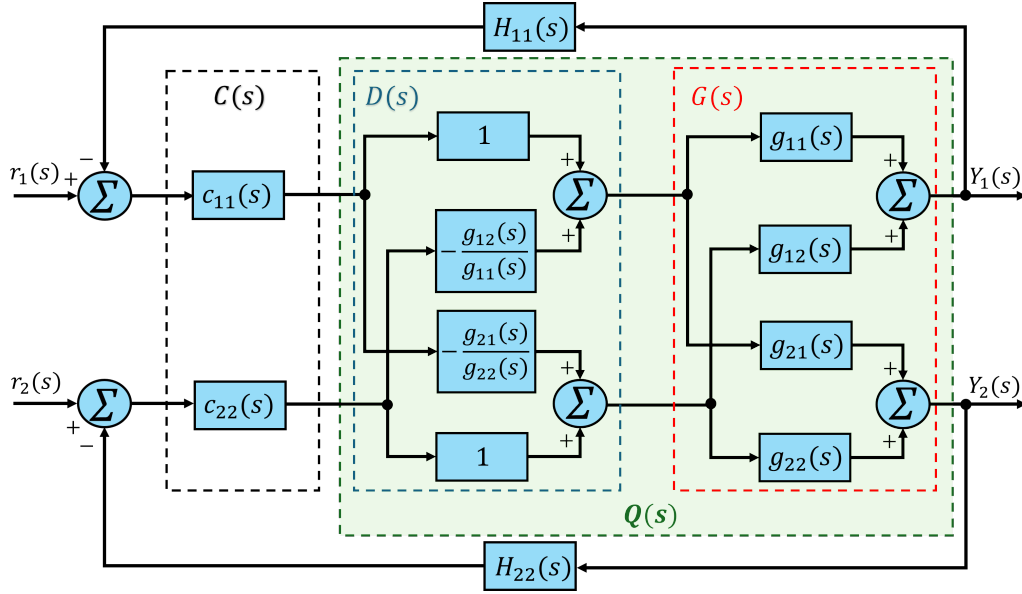 H₁₁(s)
C(s)
D(s)
G(s)
1
g₁₁(s)
r₁(s)
−
+
Σ
c₁₁(s)
+
Σ
+
+
Σ
+
Y₁(s)
− g₁₂(s)/g₁₁(s)
g₁₂(s)
− g₂₁(s)/g₂₂(s)
g₂₁(s)
r₂(s)
+
−
Σ
c₂₂(s)
+
Σ
+
+
Σ
+
Y₂(s)
1
g₂₂(s)
Q(s)
H₂₂(s)